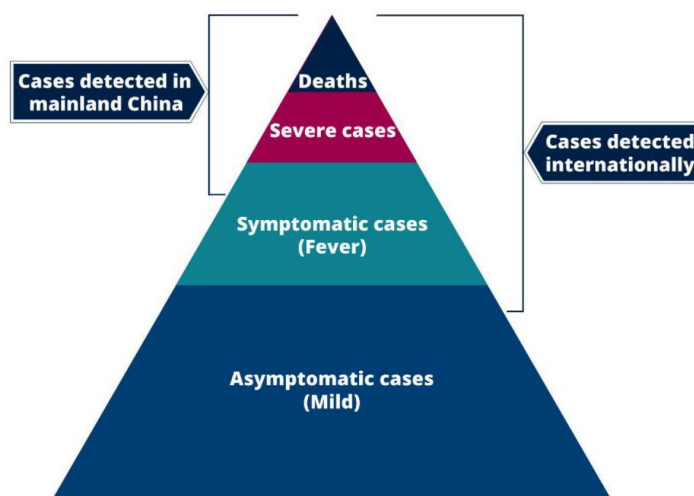 Deaths
Cases detected in
mainland China
Severe cases
Cases detected
internationally
Symptomatic cases
(Fever)
Asymptomatic cases
(Mild)